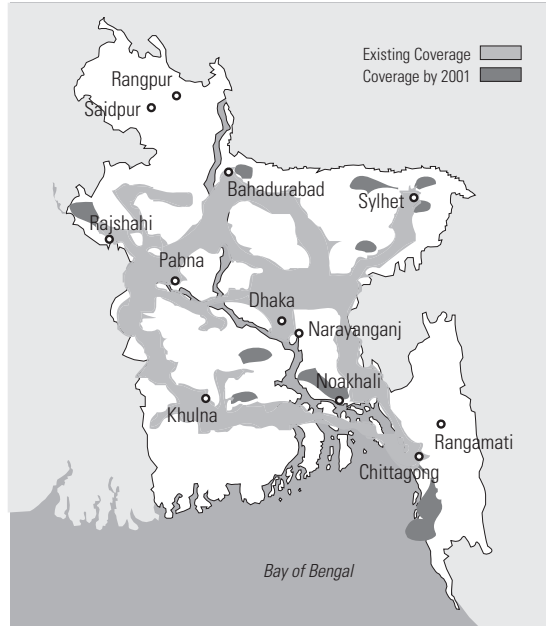 Existing Coverage
Coverage by 2001
Rangpur
Saidpur
Bahadurabad
Sylhet
Rajshahi
Pabna
Dhaka
Narayanganj
Noakhali
Khulna
Rangamati
Chittagong
Bay of Bengal